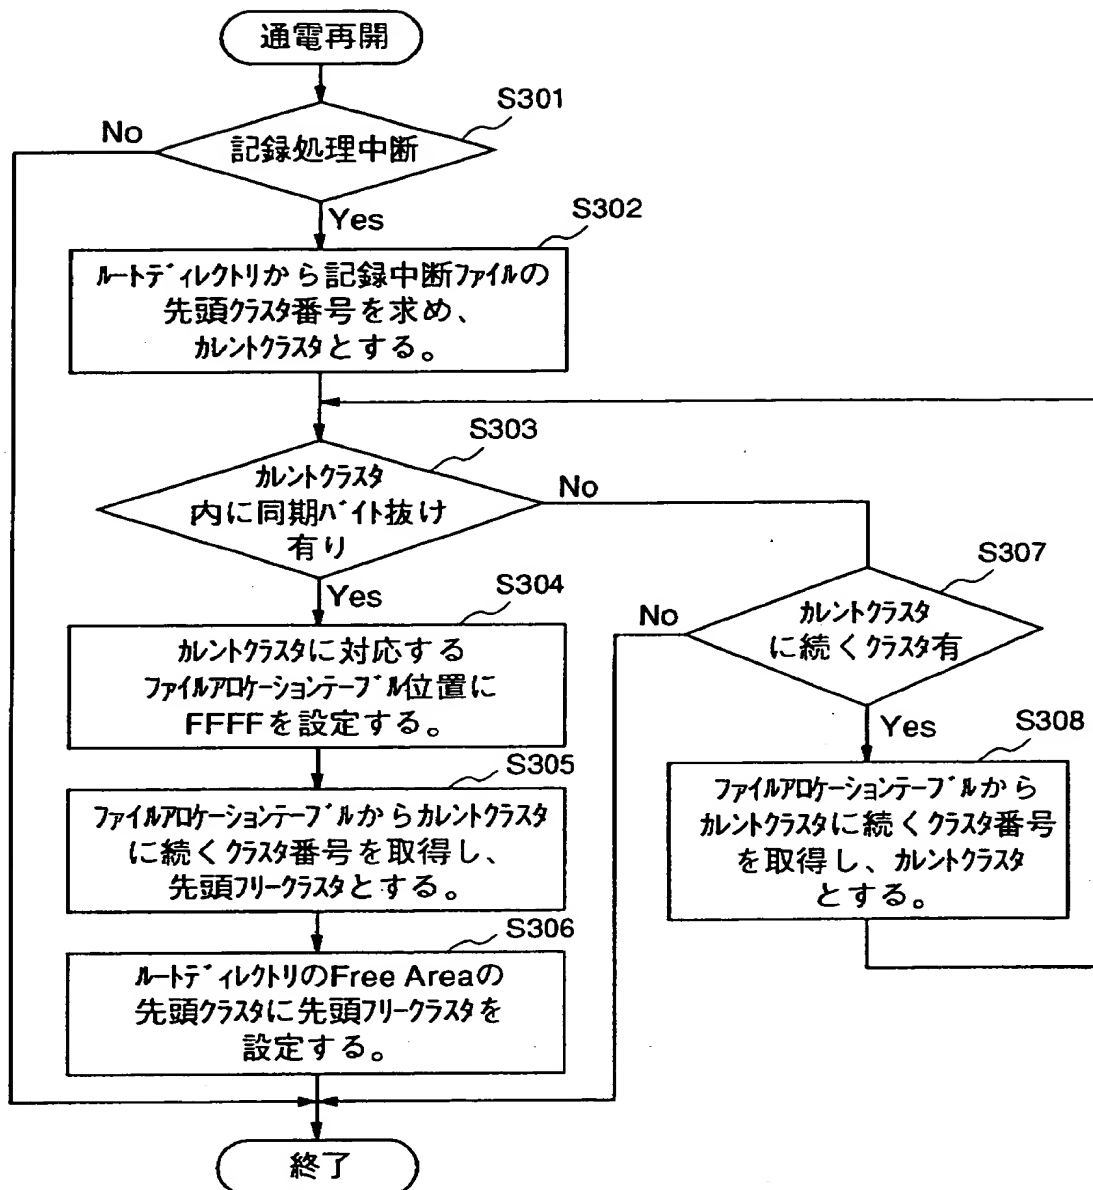 通電再開
S301
No
記録処理中断
Yes
S302
ルートディレクトリから記録中断ファイルの
先頭クラスタ番号を求め、
カレントクラスタとする。
S303
カレントクラスタ
内に同期バイト抜け
有り
No
Yes
S304
カレントクラスタに対応する
ファイルアロケーションテーブル位置に
FFFFを設定する。
S305
ファイルアロケーションテーブルからカレントクラスタ
に続くクラスタ番号を取得し、
先頭フリークラスタとする。
S306
ルートディレクトリのFree Areaの
先頭クラスタに先頭フリークラスタを
設定する。
S307
No
カレントクラスタ
に続くクラスタ有
Yes
S308
ファイルアロケーションテーブルから
カレントクラスタに続くクラスタ番号
を取得し、カレントクラスタ
とする。
終了